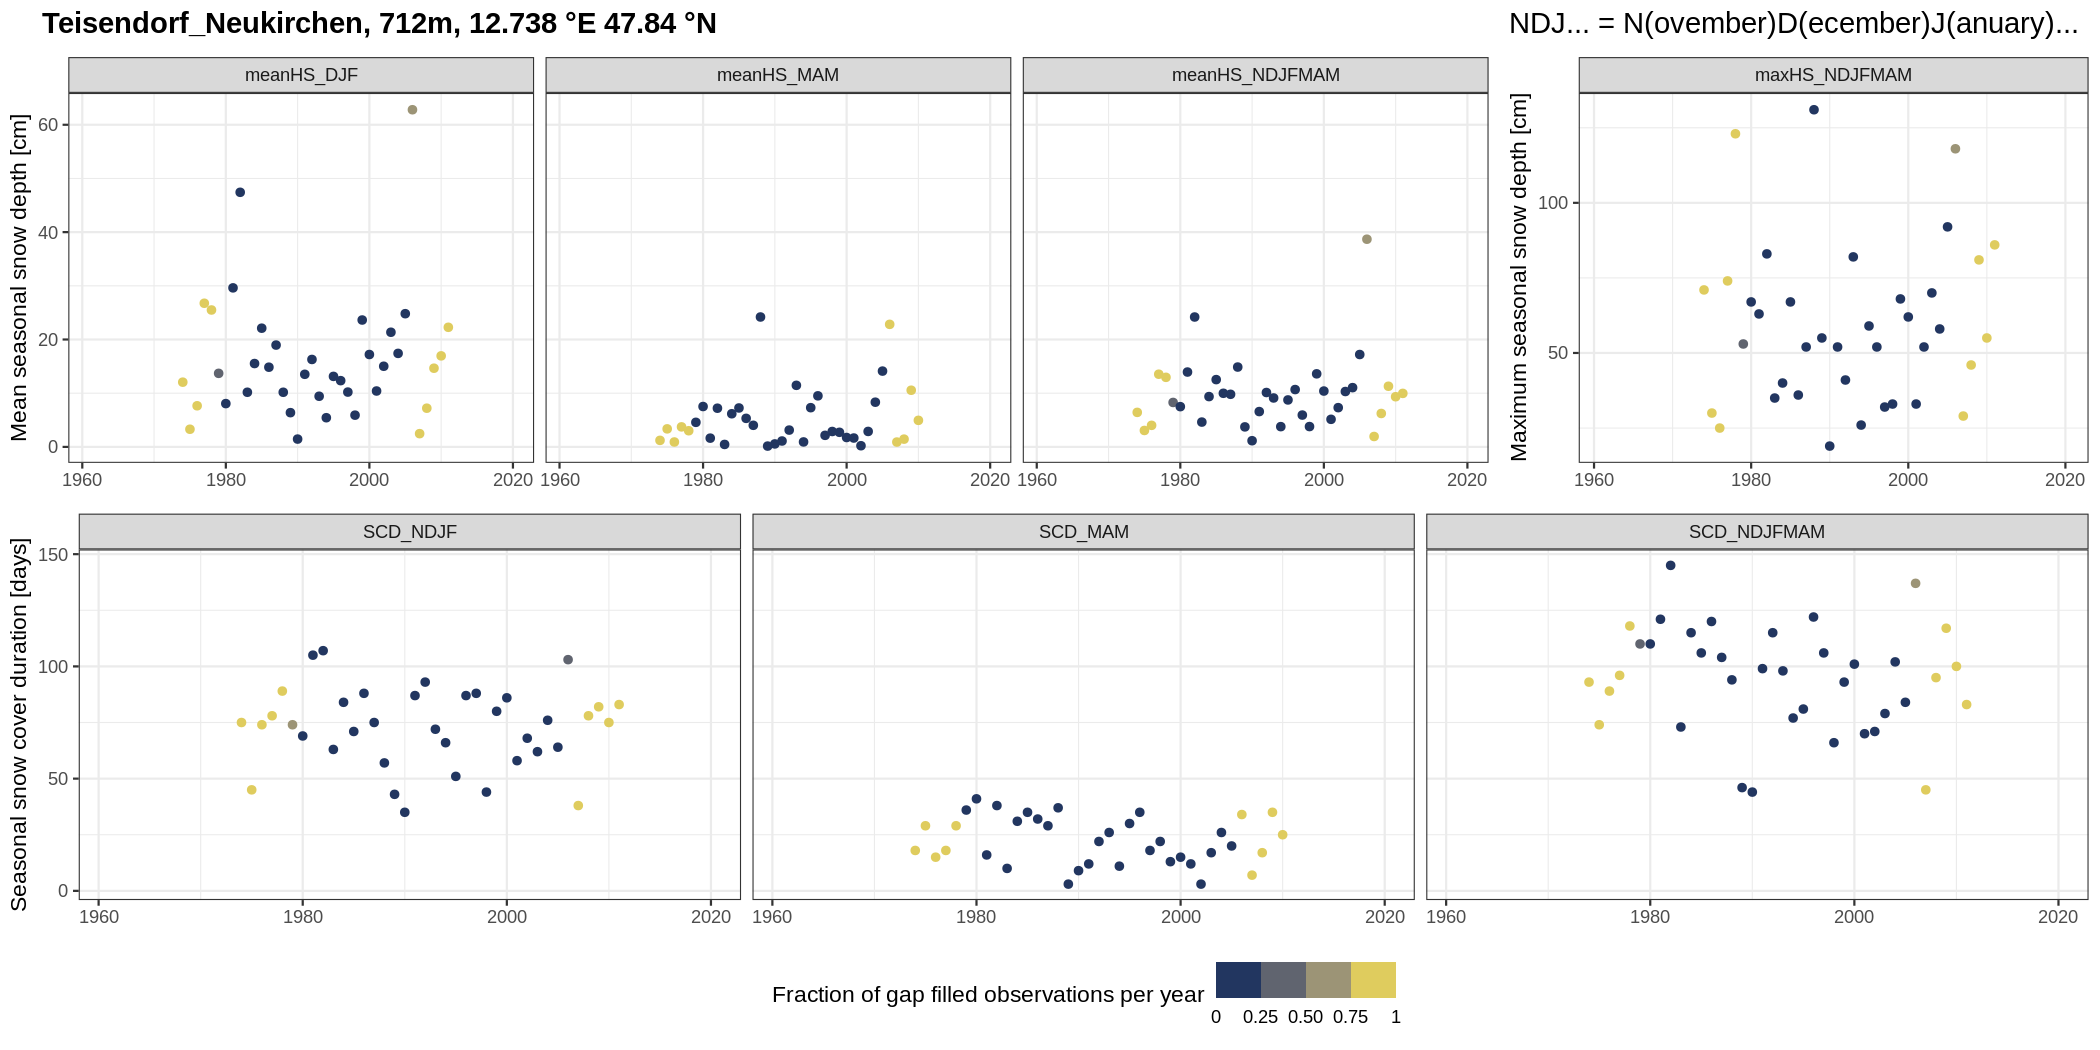 Teisendorf_Neukirchen, 712m, 12.738 °E 47.84 °N
NDJ... = N(ovember)D(ecember)J(anuary)...
meanHS_DJF
meanHS_MAM
meanHS_NDJFMAM
maxHS_NDJFMAM
Mean seasonal snow depth [cm]
60
40
20
0
1960 1980 2000 2020
1960 1980 2000 2020
1960 1980 2000 2020
Maximum seasonal snow depth [cm]
100
50
1960 1980 2000 2020
SCD_NDJF
SCD_MAM
SCD_NDJFMAM
Seasonal snow cover duration [days]
150
100
50
0
1960 1980 2000 2020
1960 1980 2000 2020
1960 1980 2000 2020
Fraction of gap filled observations per year
0 0.25 0.50 0.75 1